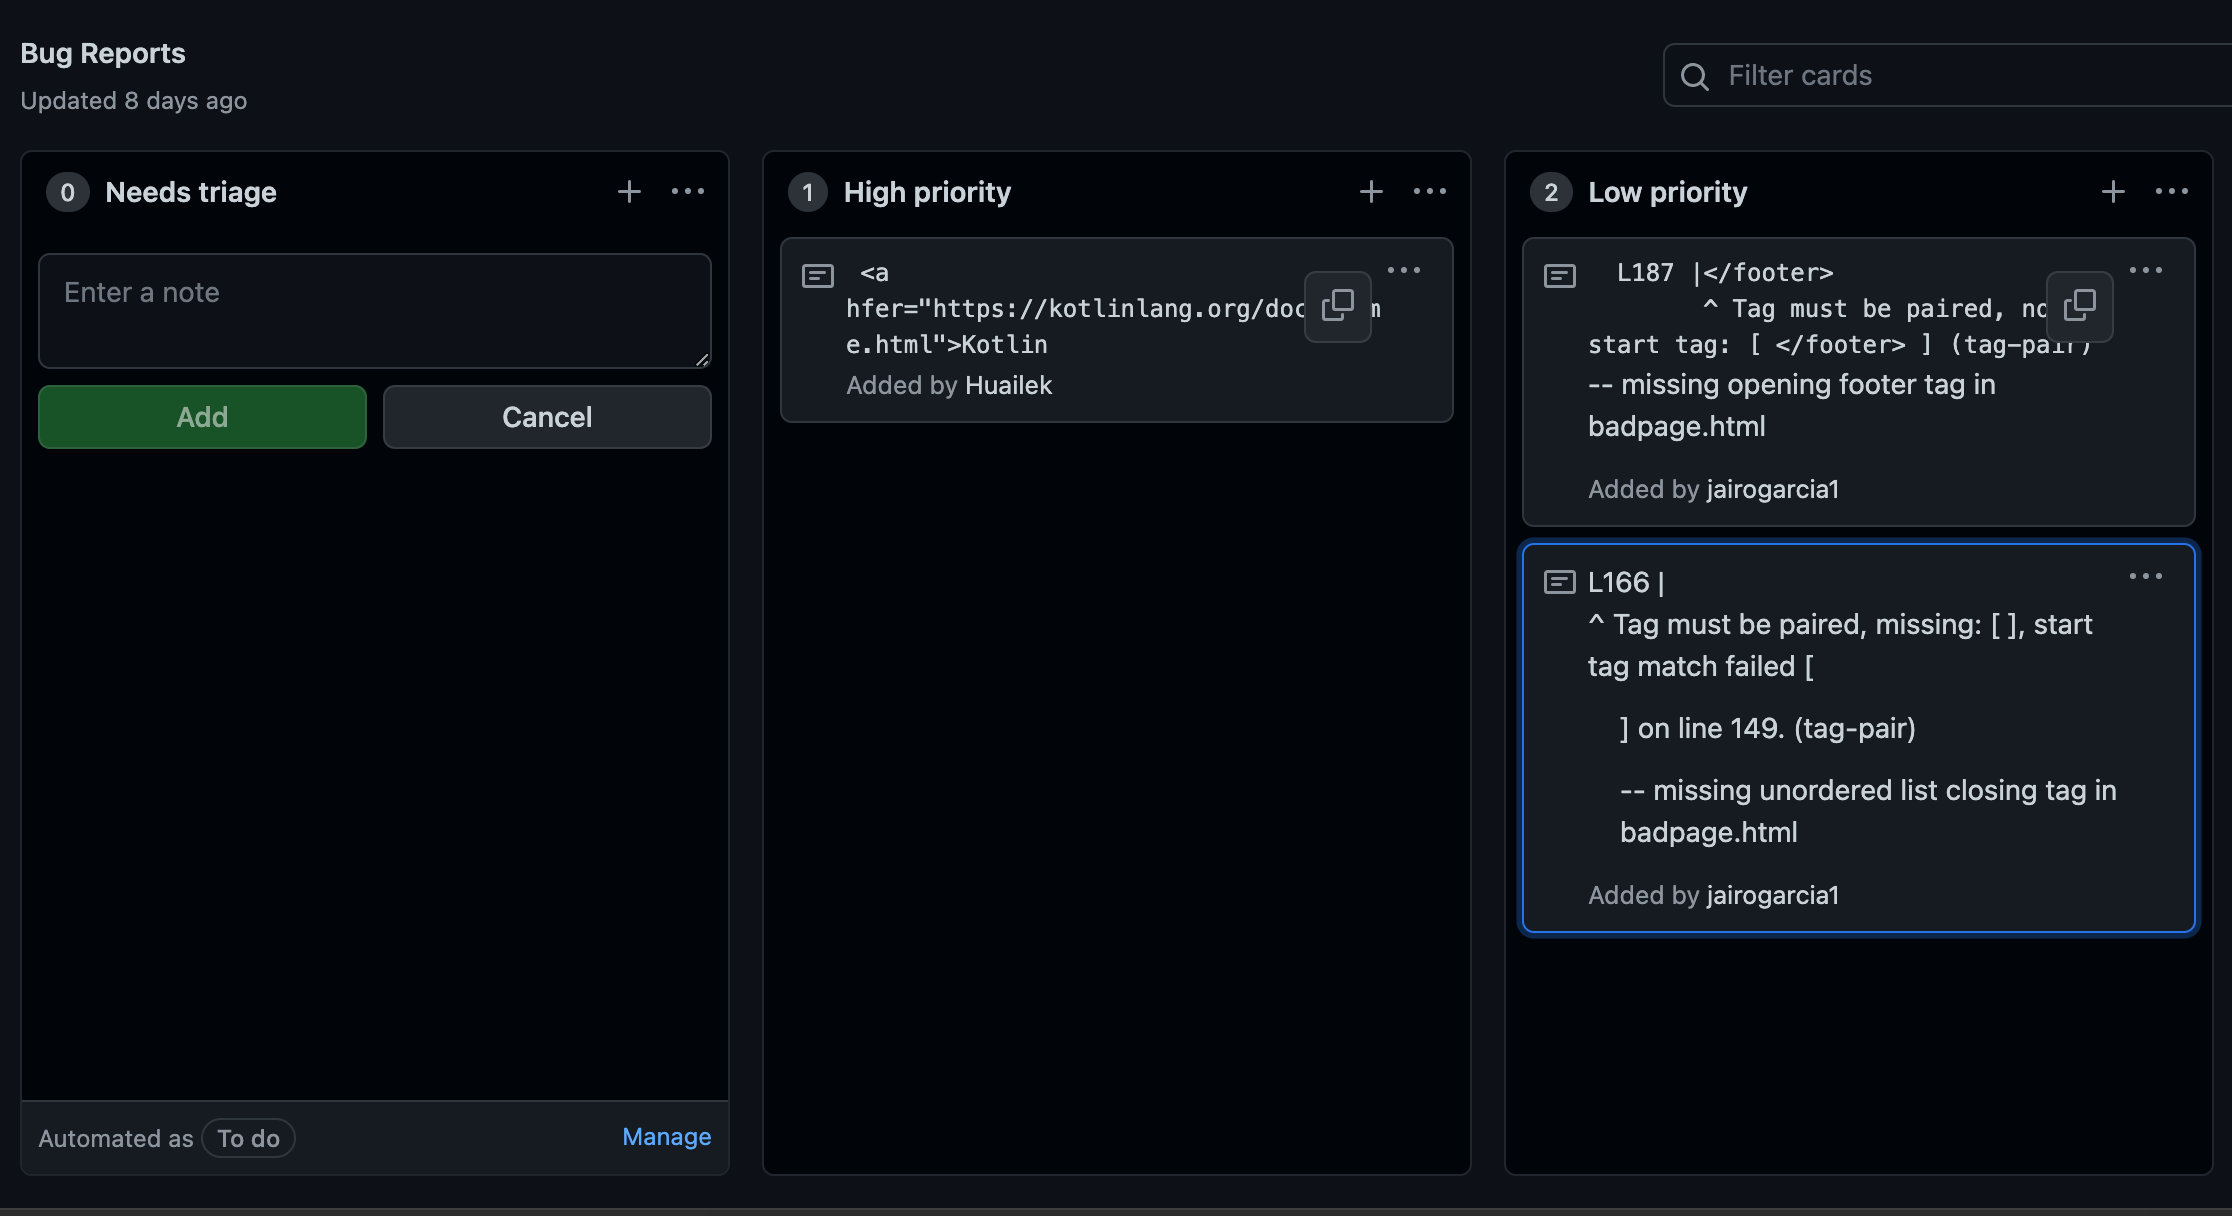 Bug Reports
Updated 8 days ago
Filter cards
0 Needs triage
Enter a note
Add
Cancel
Automated as To do
Manage
1 High priority
<a
hfer="https://kotlinlang.org/doc
e.html">Kotlin
Added by Huailek
2 Low priority
L187 |</footer>
^ Tag must be paired, no
start tag: [ </footer> ] (tag-pair)
-- missing opening footer tag in
badpage.html
Added by jairogarcia1
L166 |
^ Tag must be paired, missing: [ ], start
tag match failed [
] on line 149. (tag-pair)
-- missing unordered list closing tag in
badpage.html
Added by jairogarcia1